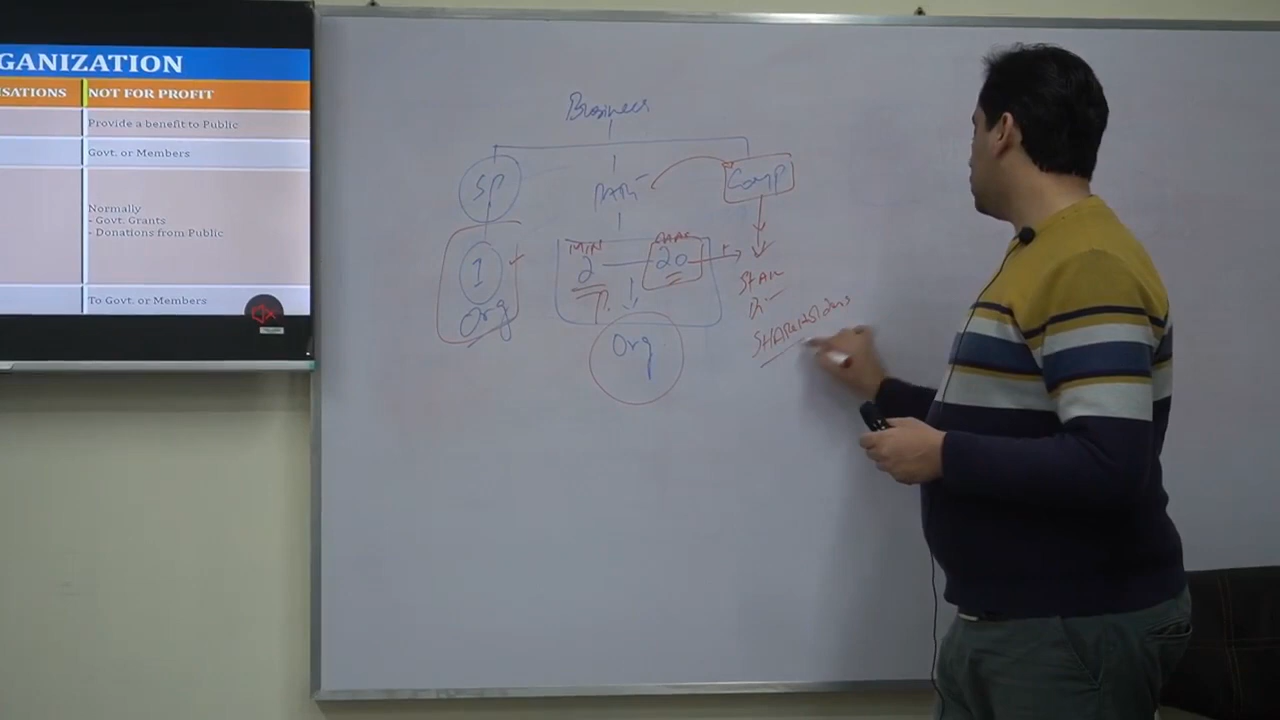 GANIZATION
SATIONS NOT FOR PROFIT
Provide a benefit to Public
Govt. or Members
Normally
- Govt. Grants
- Donations from Public
To Govt. or Members
Business
SP
Comp
MIN
2 20
1
Org
Org